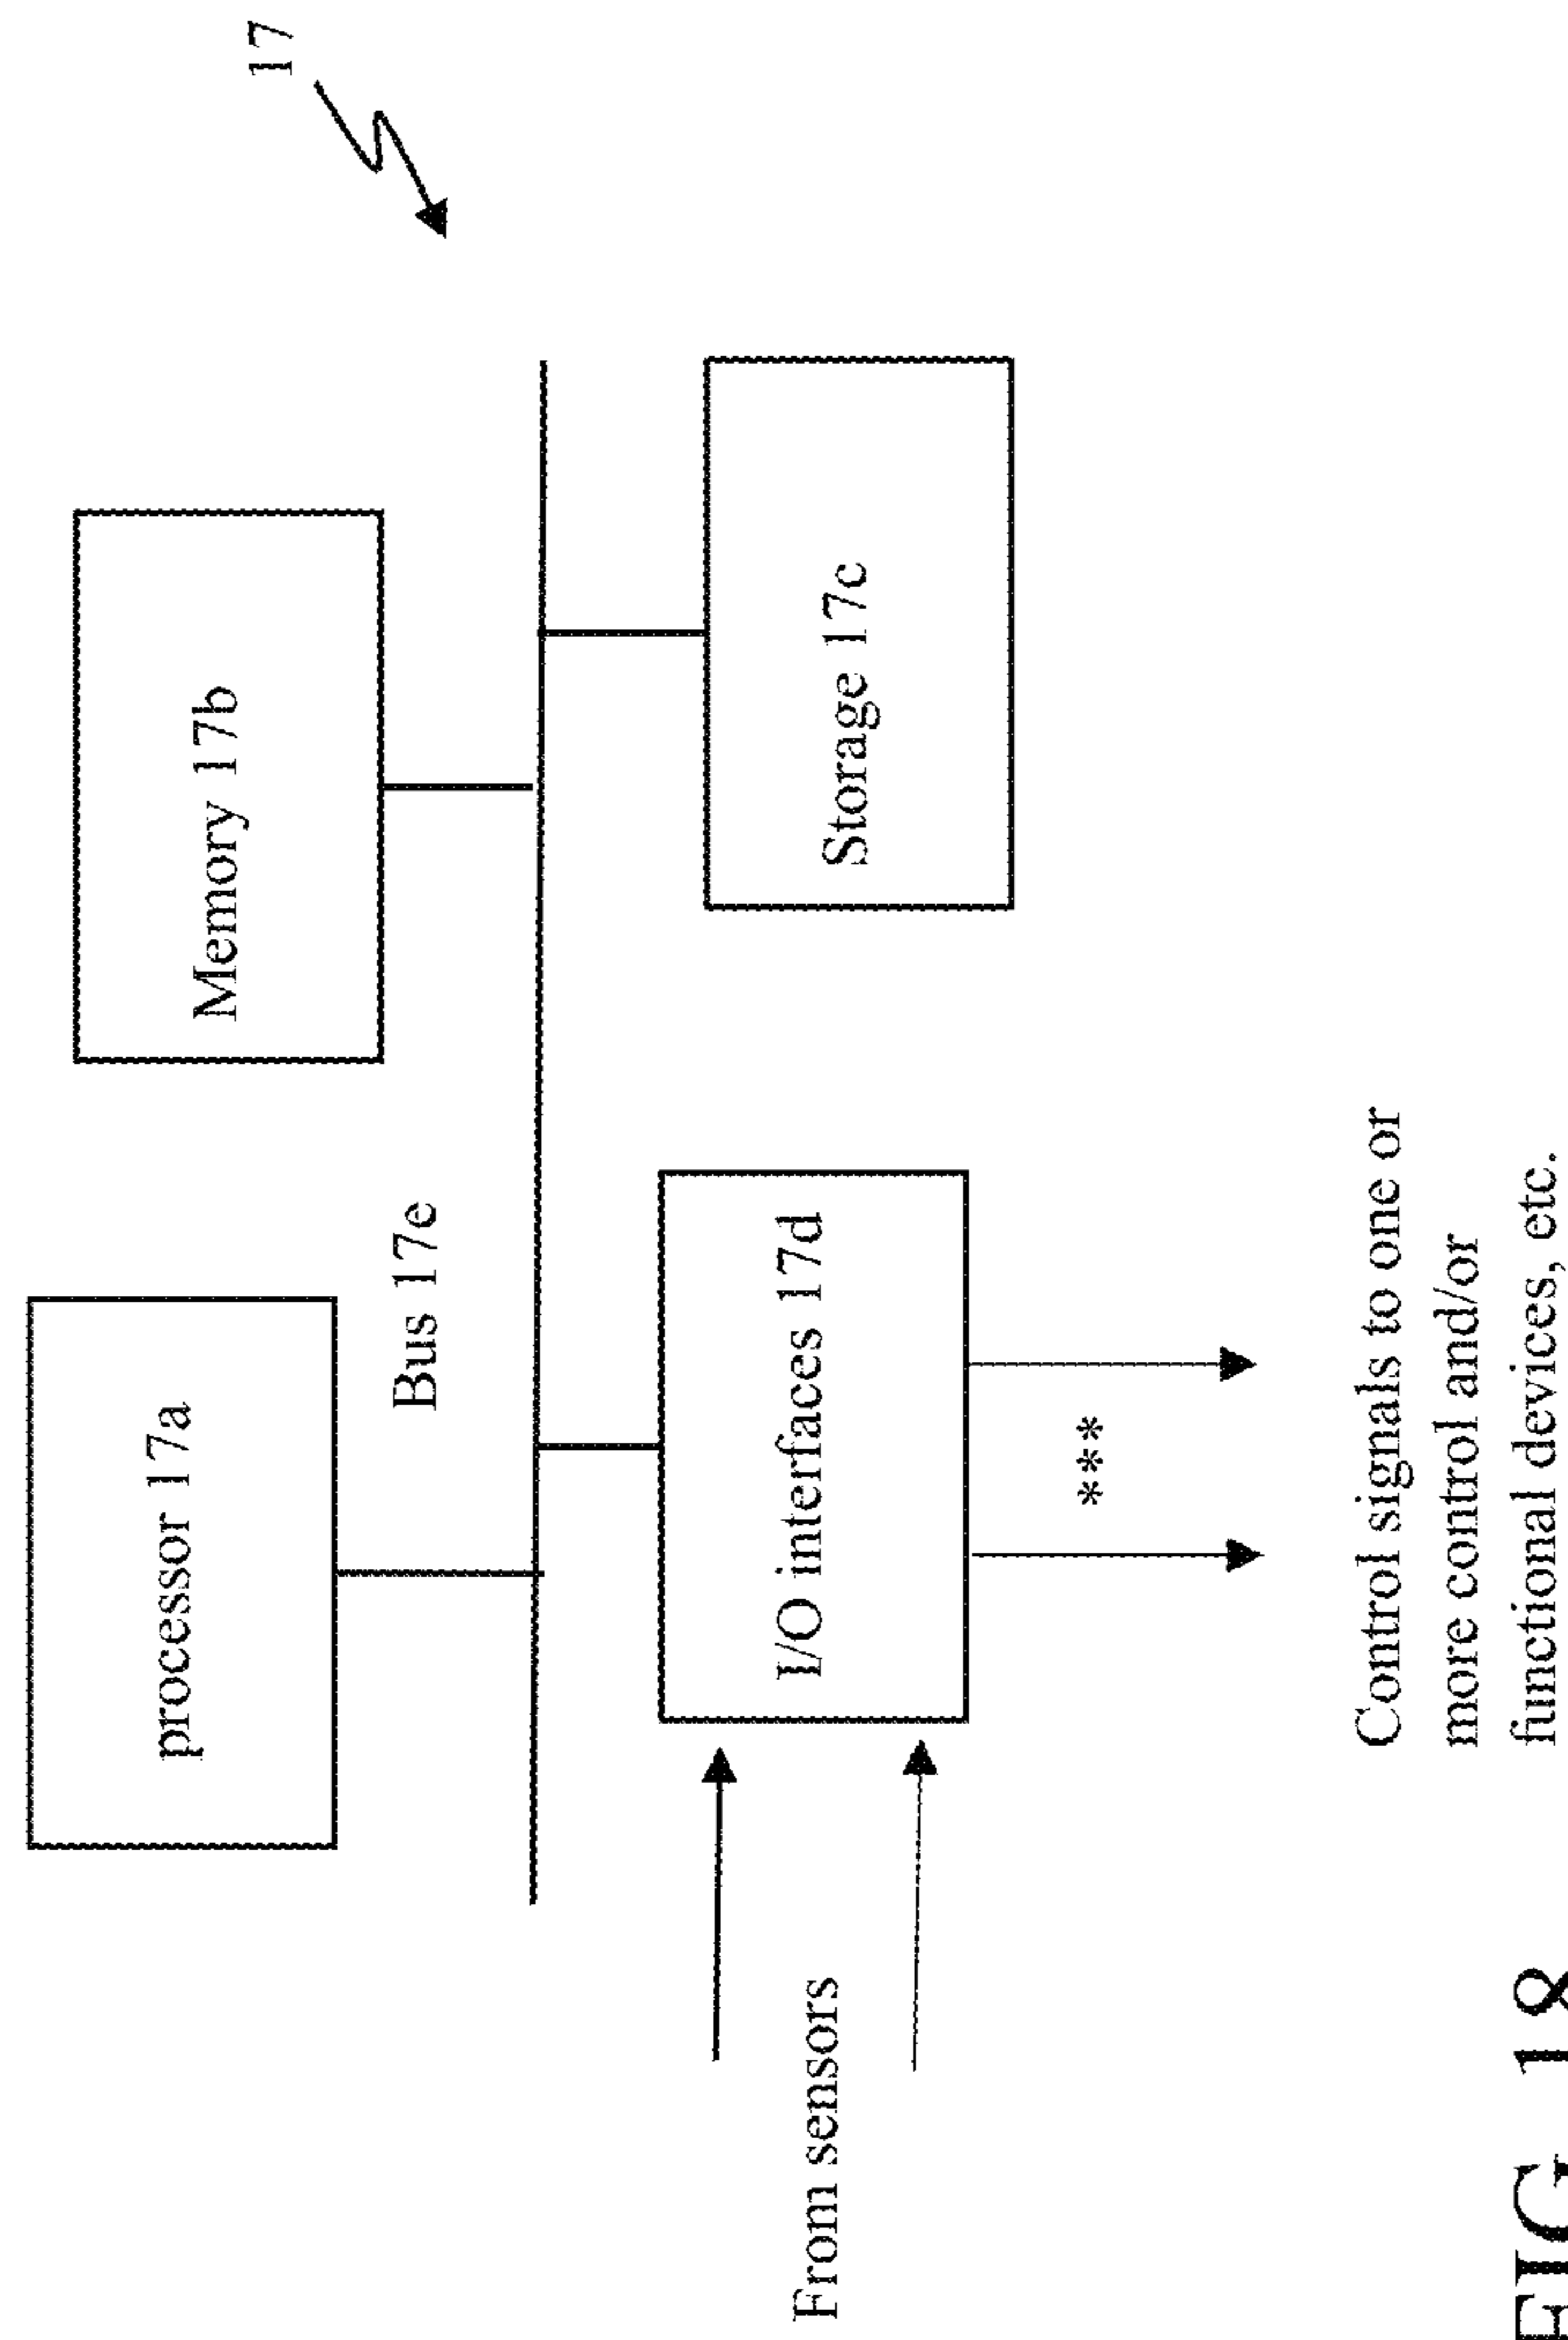 17
processor 17a
Memory 17b
Bus 17e
I/O interfaces 17d
Storage 17c
From sensors
***
Control signals to one or
more control and/or
functional devices, etc.
FIG. 18